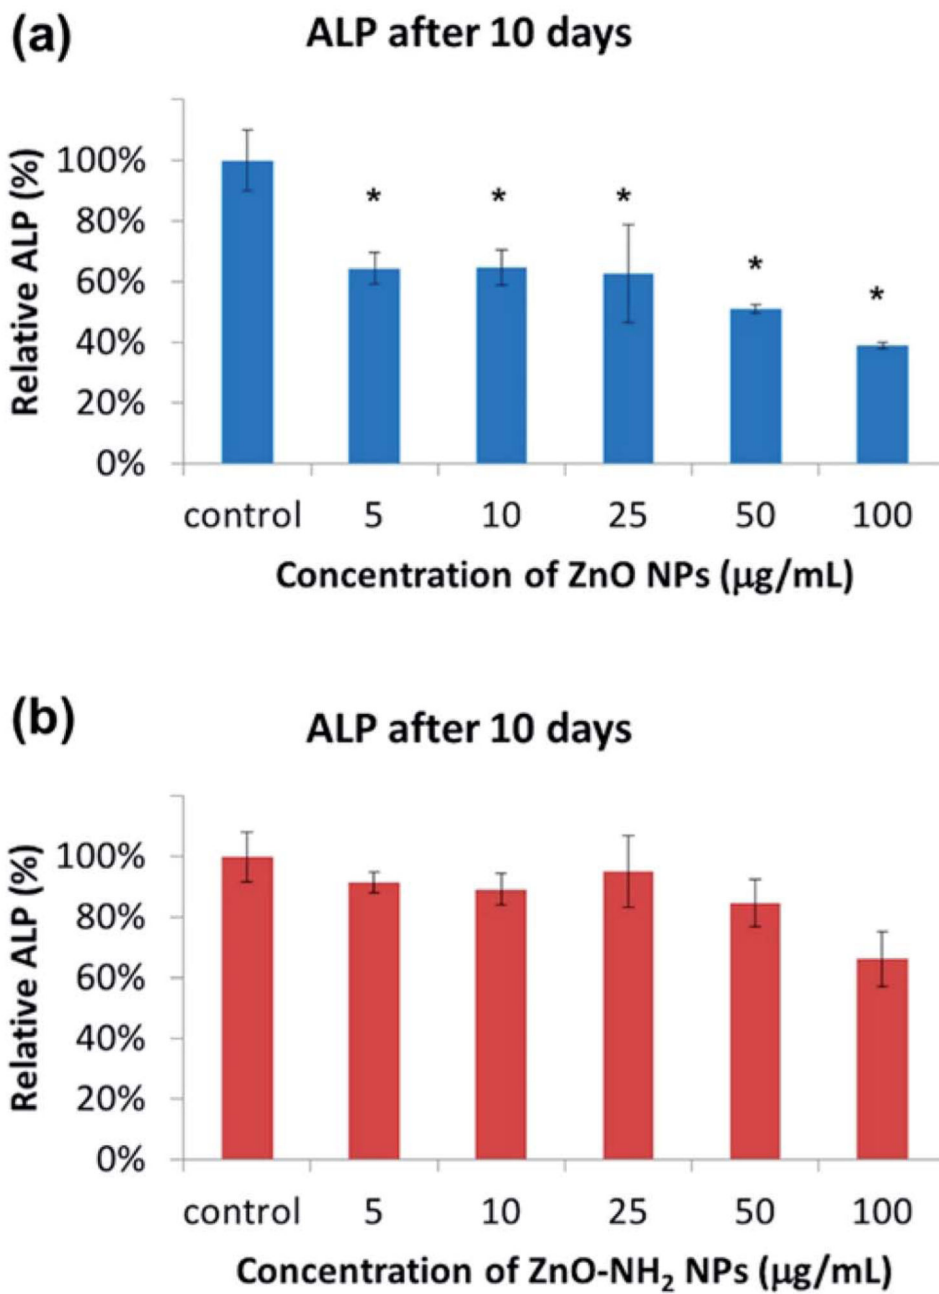 (a) ALP after 10 days
Relative ALP (%)
100%
80%
60%
40%
20%
0%
* * * * *
control 5 10 25 50 100
Concentration of ZnO NPs (µg/mL)
(b) ALP after 10 days
Relative ALP (%)
100%
80%
60%
40%
20%
0%
control 5 10 25 50 100
Concentration of ZnO-NH₂ NPs (µg/mL)